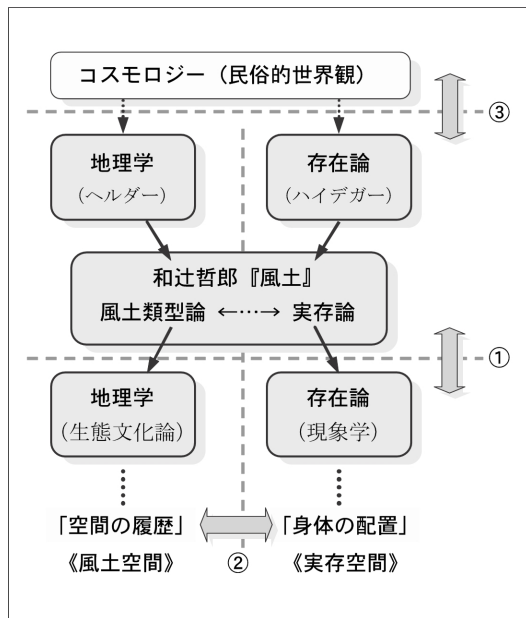 コスモロジー（民俗的世界観）
③
地理学
（ヘルダー）
存在論
（ハイデガー）
和辻哲郎『風土』
風土類型論 ←…→ 実存論
①
地理学
（生態文化論）
存在論
（現象学）
「空間の履歴」
「身体の配置」
《風土空間》
②
《実存空間》